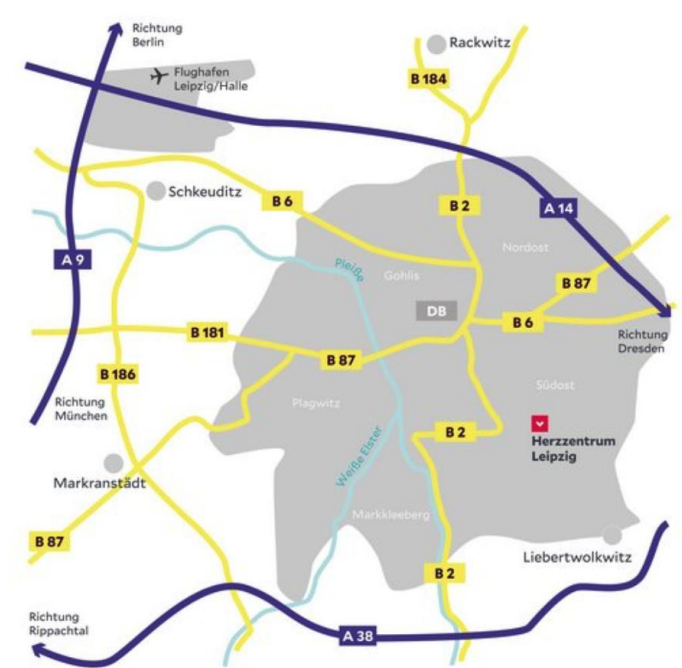 Richtung
Berlin
Rackwitz
Flughafen
Leipzig/Halle
B 184
Schkeuditz
B 6
B 2
A 14
Nordost
A 9
Pleiße
Gohlis
B 87
DB
B 6
B 181
Richtung
Dresden
B 87
B 186
Südost
Richtung
München
Plagwitz
B 2
Herzzentrum
Leipzig
Weiße Elster
Markranstädt
Markkleeberg
B 87
Liebertwolkwitz
B 2
Richtung
Rippachtal
A 38